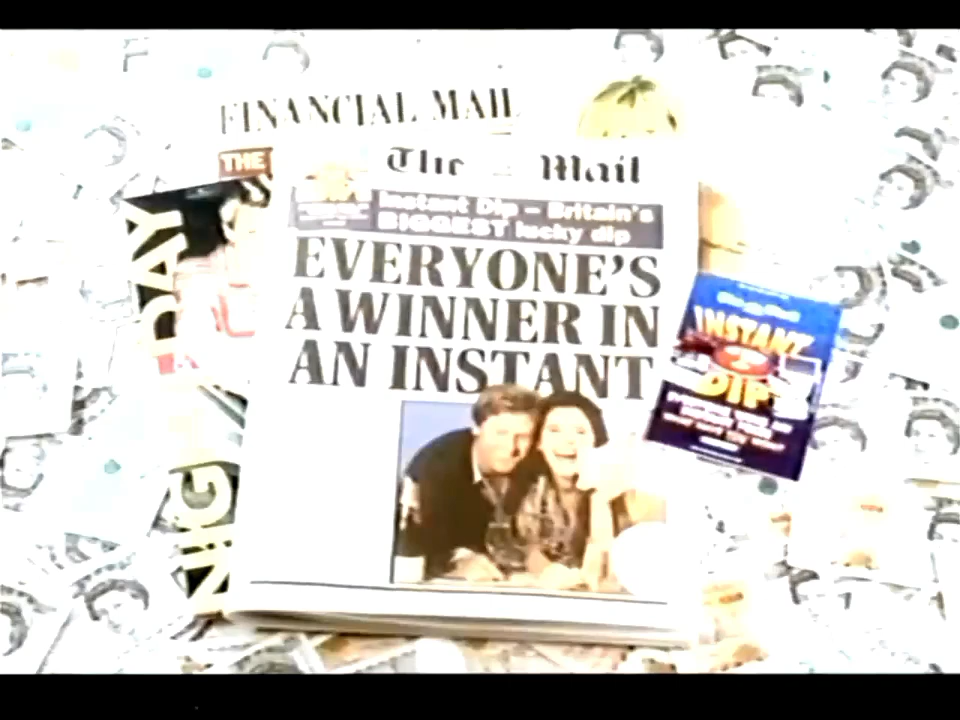 FINANCIAL MAIL
THE
The Mail
Instant Dip – Britain's
BIGGEST lucky dip
EVERYONE'S
A WINNER IN
AN INSTANT
DAY
NIG
INSTANT
DIP